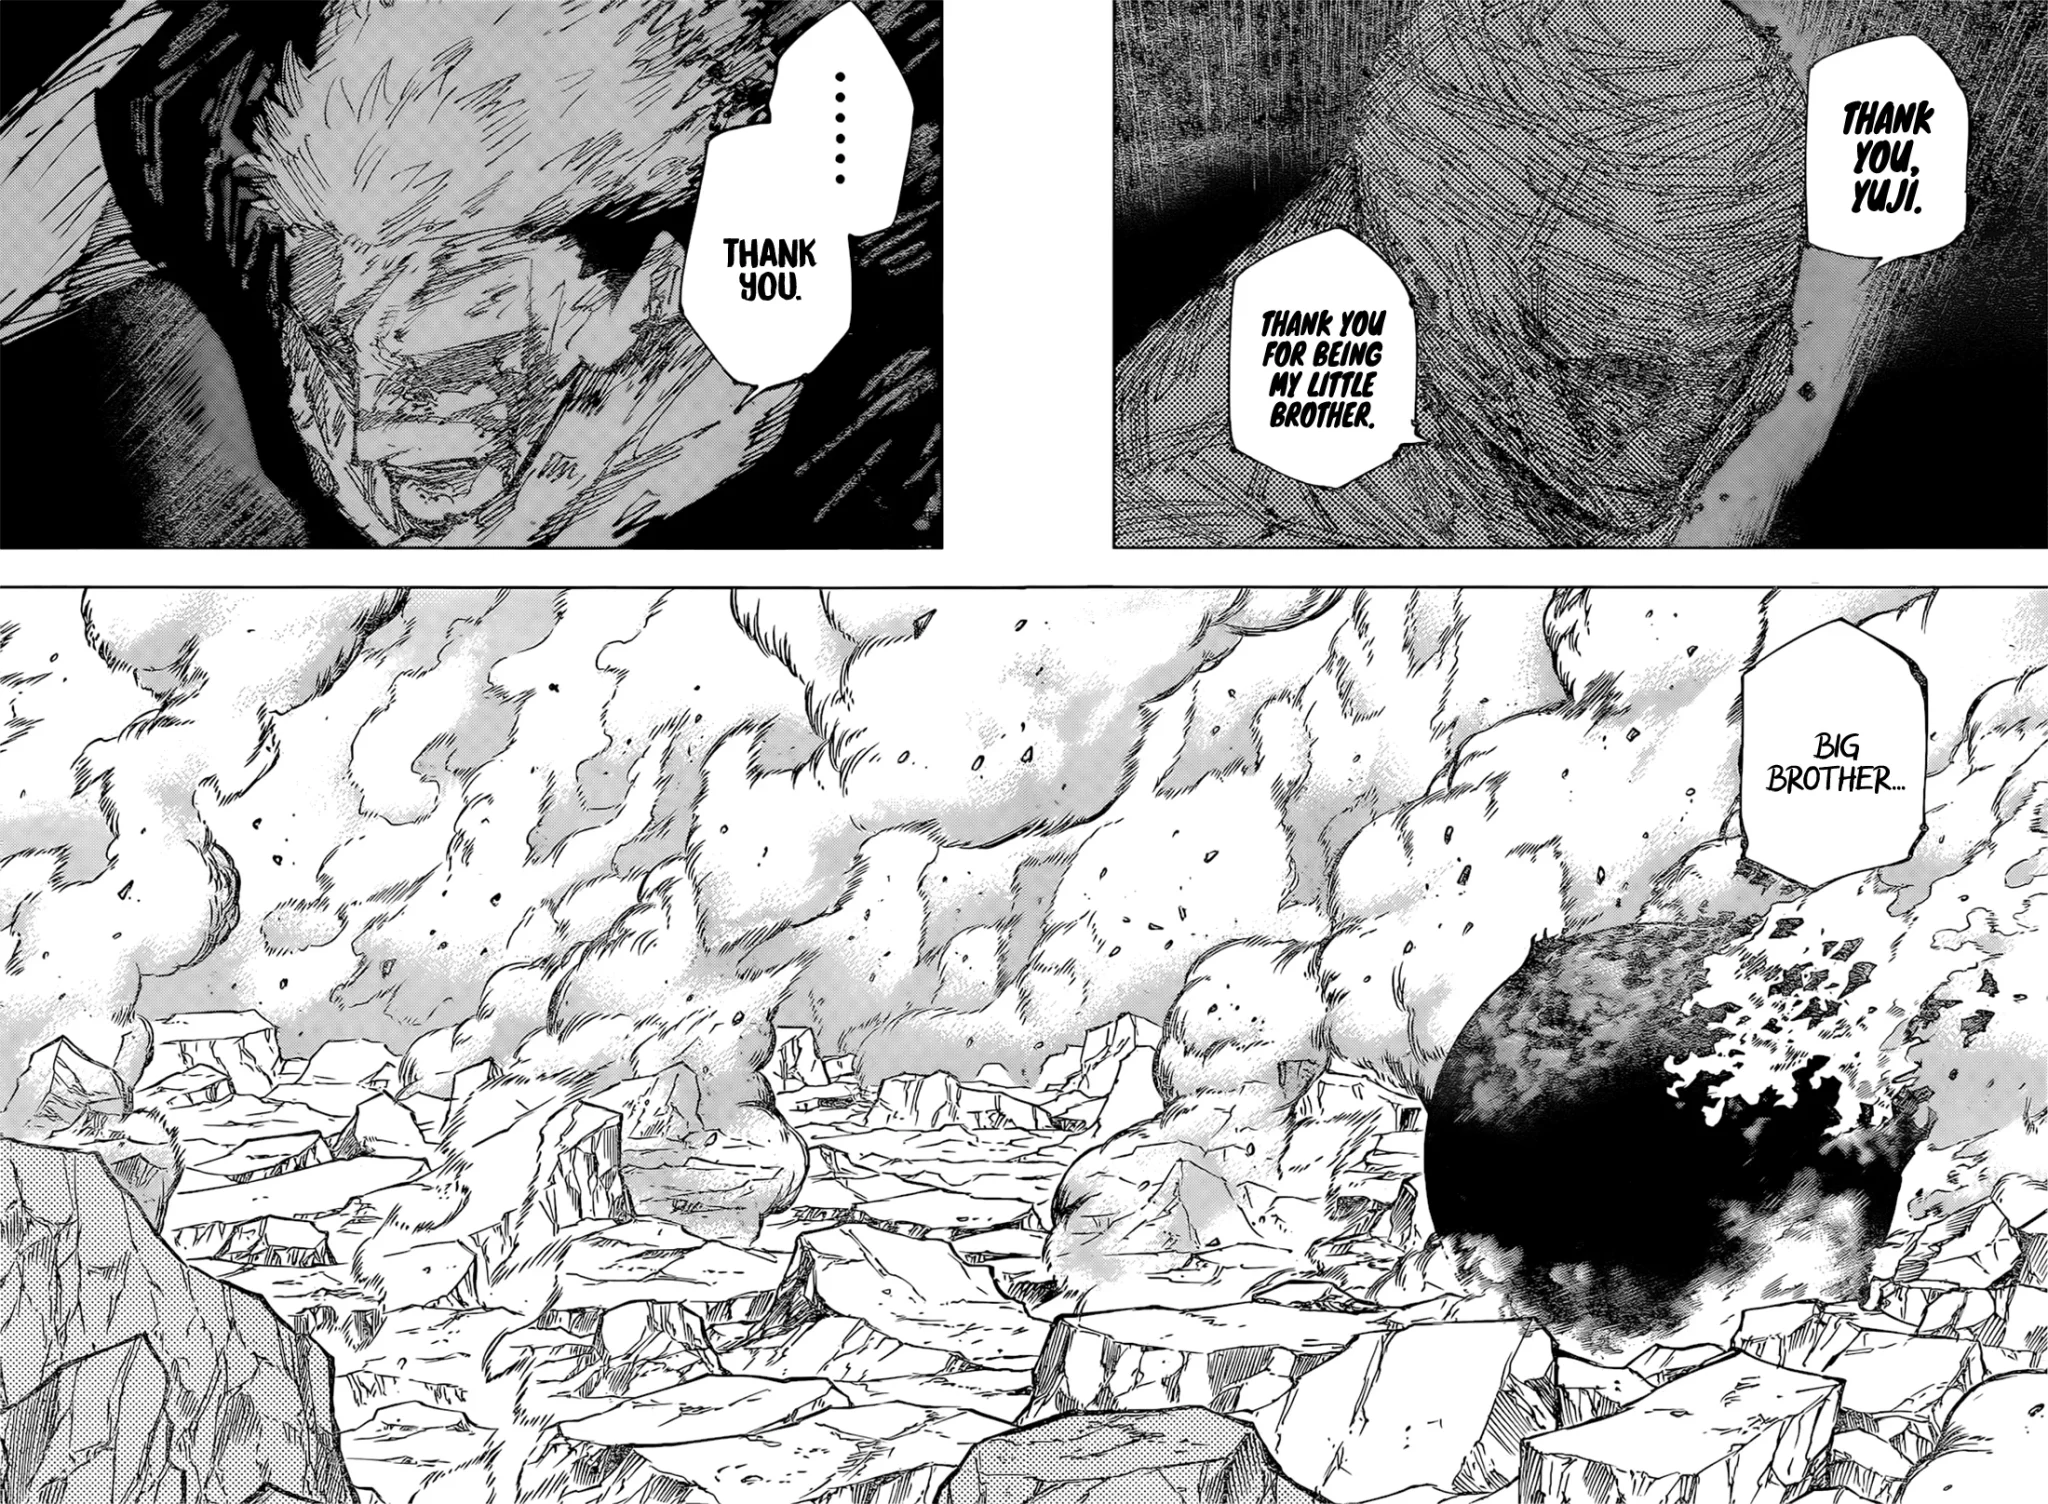 THANK
YOU,
YUJI.
THANK YOU
FOR BEING
MY LITTLE
BROTHER.
......
THANK
YOU.
BIG
BROTHER...